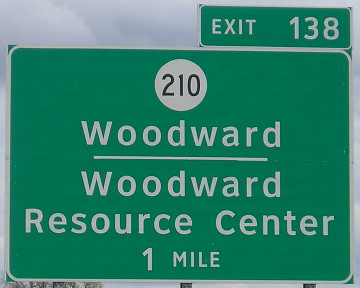 EXIT 138
210
Woodward
Woodward
Resource Center
1 MILE